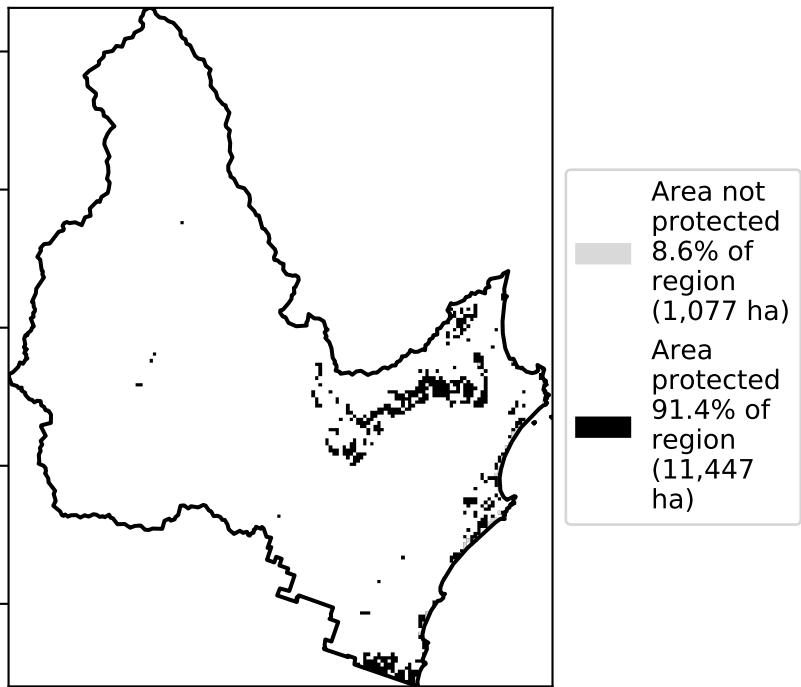 Area not
protected
8.6% of
region
(1,077 ha)
Area
protected
91.4% of
region
(11,447
ha)